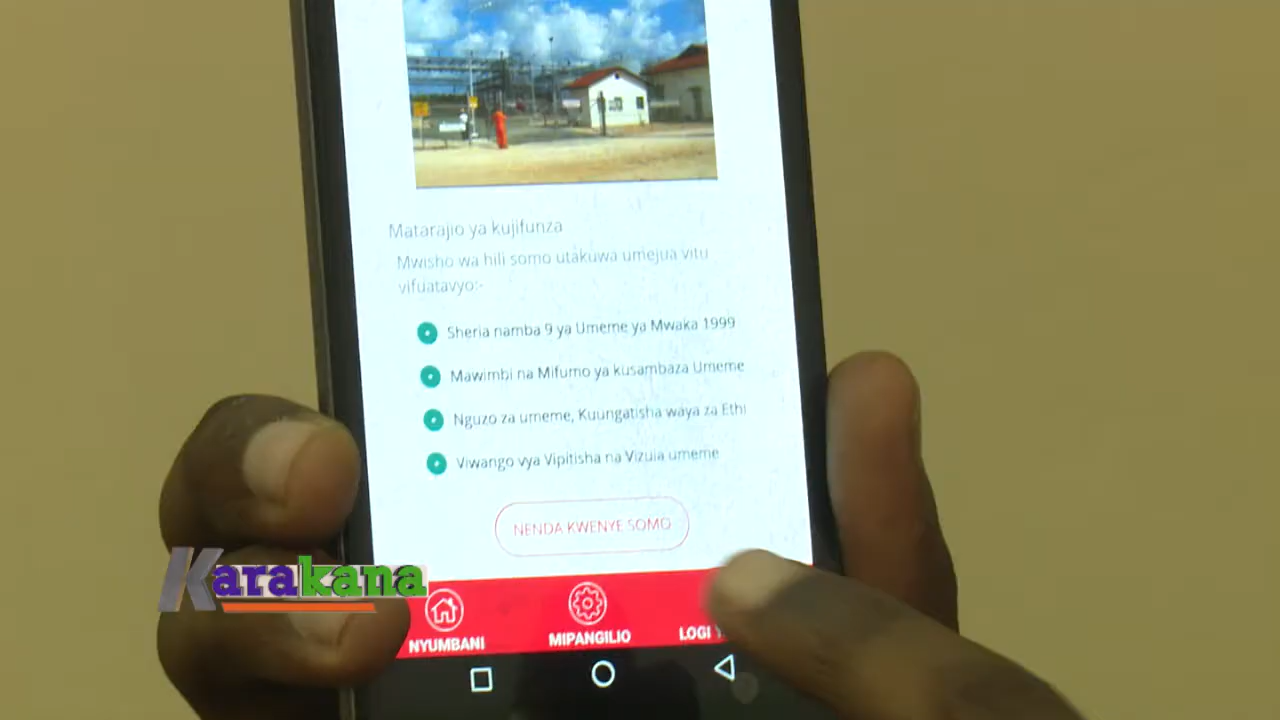 Matarajio ya kujifunza
Mwisho wa hili somo utakuwa umejua vitu
vifuatavyo:-
Sheria namba 9 ya Umeme ya Mwaka 1999
Mawimbi na Mifumo ya kusambaza Umeme
Nguzo za umeme, Kuungatisha waya za Ethi
Viwango vya Vipitisha na Vizuia umeme
NENDA KWENYE SOMO
Karakana
NYUMBANI
MIPANGILIO
LOGI